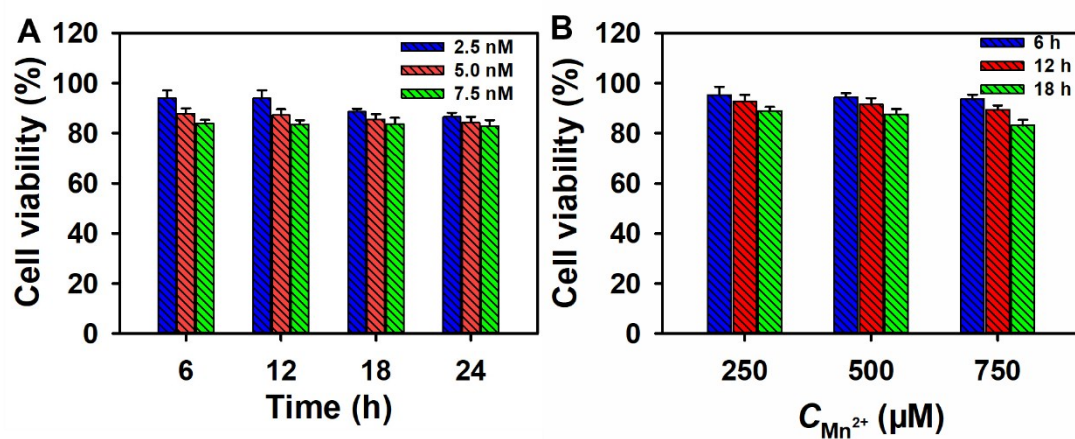 A
Cell viability (%)
120
100
80
60
40
20
0
2.5 nM
5.0 nM
7.5 nM
6 12 18 24
Time (h)
B
Cell viability (%)
120
100
80
60
40
20
0
6 h
12 h
18 h
250 500 750
C Mn²⁺ (μM)